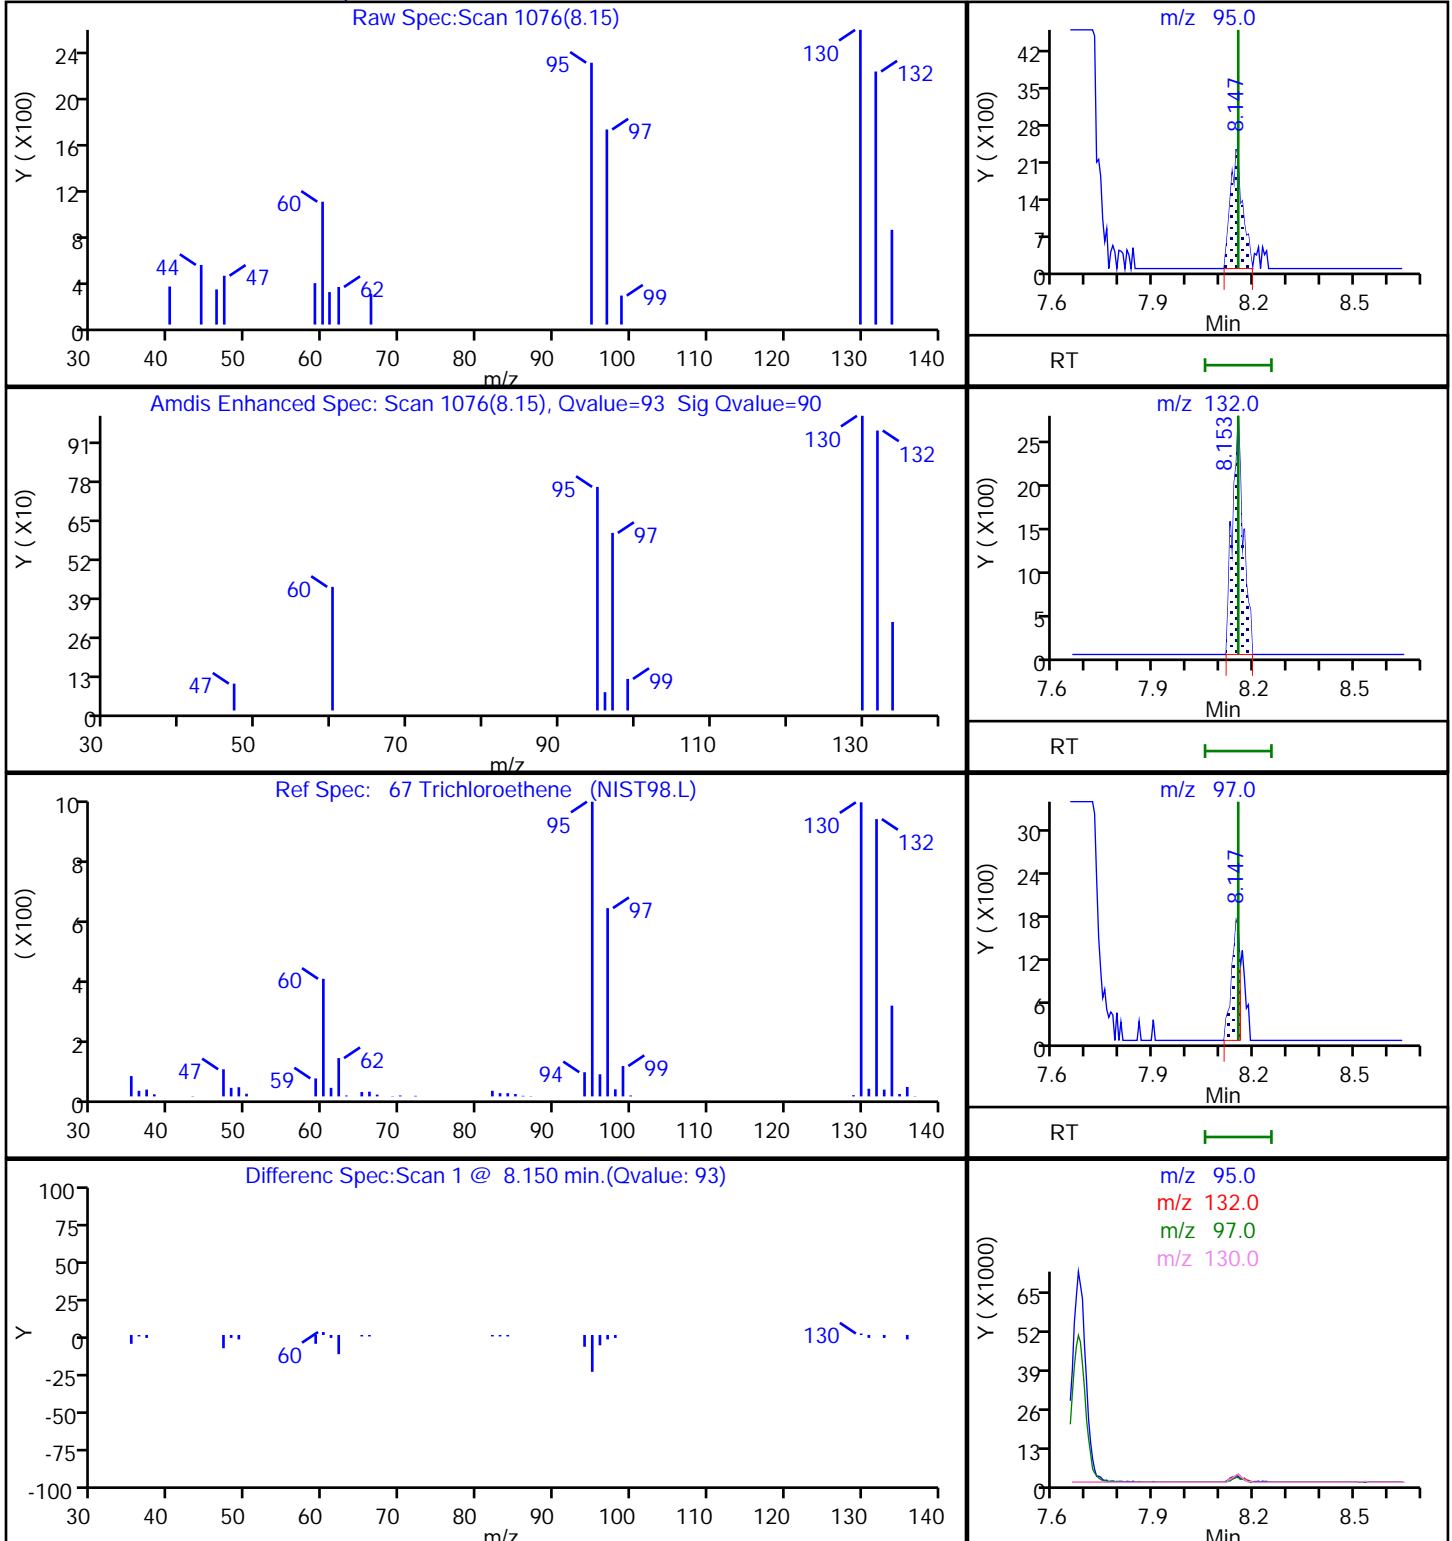 Raw Spec:Scan 1076(8.15)
Y ( X100)
24
20
16
12
8
4
0
130
95
132
97
60
44
47
62
99
30 40 50 60 70 80 90 100 110 120 130 140
m/z
m/z 95.0
Y ( X100)
42
35
28
21
14
7
0
8.147
7.6 7.9 8.2 8.5
Min
RT
Amdis Enhanced Spec: Scan 1076(8.15), Qvalue=93 Sig Qvalue=90
Y ( X10)
91
78
65
52
39
26
13
0
130
132
95
97
60
47
99
30 50 70 90 110 130
m/z
m/z 132.0
Y ( X100)
25
20
15
10
5
0
8.153
7.6 7.9 8.2 8.5
Min
RT
Ref Spec: 67 Trichloroethene (NIST98.L)
( X100)
10
8
6
4
2
0
95
130
132
97
60
47
59
62
94
99
30 40 50 60 70 80 90 100 110 120 130 140
m/z 97.0
Y ( X100)
30
24
18
12
6
0
8.147
7.6 7.9 8.2 8.5
Min
RT
Differenc Spec:Scan 1 @ 8.150 min.(Qvalue: 93)
Y
100
75
50
25
0
-25
-50
-75
-100
60
130
30 40 50 60 70 80 90 100 110 120 130 140
m/z
m/z 95.0
m/z 132.0
m/z 97.0
m/z 130.0
Y ( X1000)
65
52
39
26
13
0
7.6 7.9 8.2 8.5
Min